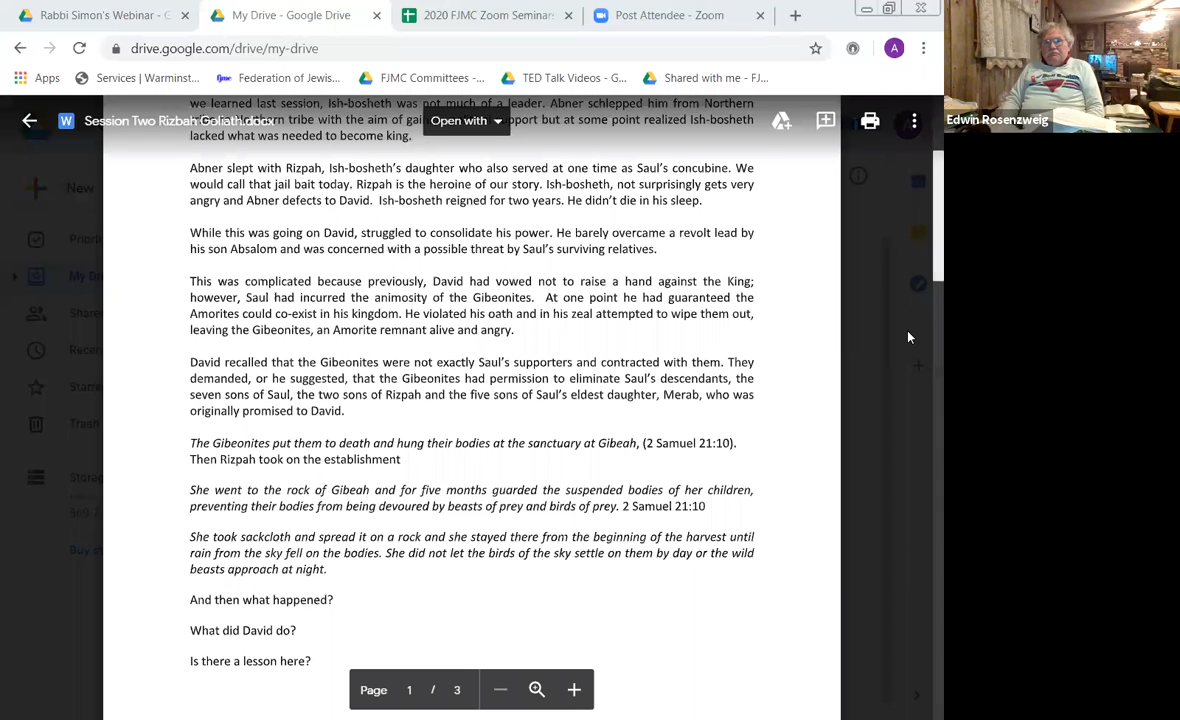 Rabbi Simon's Webinar - G
My Drive - Google Drive
2020 FJMC Zoom Seminars
Post Attendee - Zoom
drive.google.com/drive/my-drive
A
Apps
Services | Warminst...
Federation of Jewis...
FJMC Committees -...
TED Talk Videos - G...
Shared with me - FJ...
we learned last session, Ish-bosheth was not much of a leader. Abner schlepped him from Northern
Session Two Rizbah Goliath.docx
Open with
tribe with the aim of
but at some point realized Ish-bosheth
lacked what was needed to become king.
Abner slept with Rizpah, Ish-bosheth's daughter who also served at one time as Saul's concubine. We
would call that jail bait today. Rizpah is the heroine of our story. Ish-bosheth, not surprisingly gets very
angry and Abner defects to David. Ish-bosheth reigned for two years. He didn't die in his sleep.
While this was going on David, struggled to consolidate his power. He barely overcame a revolt lead by
his son Absalom and was concerned with a possible threat by Saul's surviving relatives.
This was complicated because previously, David had vowed not to raise a hand against the King;
however, Saul had incurred the animosity of the Gibeonites. At one point he had guaranteed the
Amorites could co-exist in his kingdom. He violated his oath and in his zeal attempted to wipe them out,
leaving the Gibeonites, an Amorite remnant alive and angry.
David recalled that the Gibeonites were not exactly Saul's supporters and contracted with them. They
demanded, or he suggested, that the Gibeonites had permission to eliminate Saul's descendants, the
seven sons of Saul, the two sons of Rizpah and the five sons of Saul's eldest daughter, Merab, who was
originally promised to David.
The Gibeonites put them to death and hung their bodies at the sanctuary at Gibeah, (2 Samuel 21:10).
Then Rizpah took on the establishment
She went to the rock of Gibeah and for five months guarded the suspended bodies of her children,
preventing their bodies from being devoured by beasts of prey and birds of prey. 2 Samuel 21:10
She took sackcloth and spread it on a rock and she stayed there from the beginning of the harvest until
rain from the sky fell on the bodies. She did not let the birds of the sky settle on them by day or the wild
beasts approach at night.
And then what happened?
What did David do?
Is there a lesson here?
Page 1 / 3
New
Priorit
My Dr
Share
Recen
Starre
Trash
Storag
Buy s
Edwin Rosenzweig